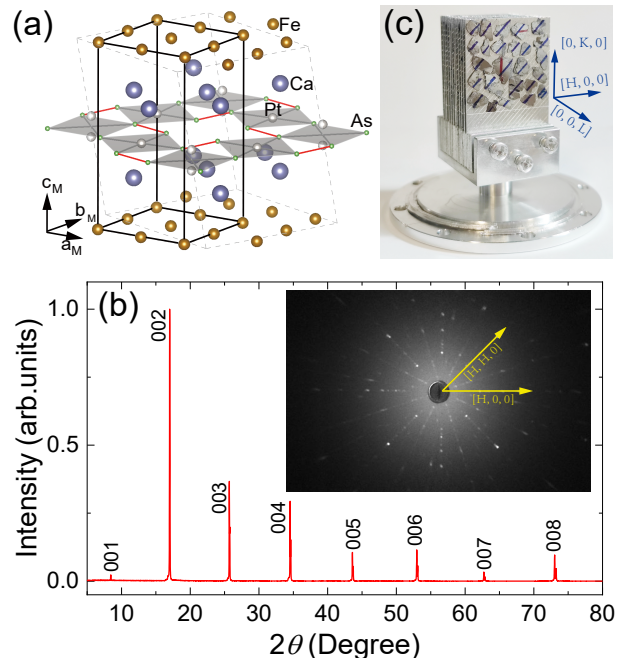 (a)
Fe
Ca
Pt
As
c_M
b_M
a_M
(c)
[0, K, 0]
[H, 0, 0]
[0, 0, L]
(b)
Intensity (arb.units)
1.0
0.5
0.0
001
002
003
004
005
006
007
008
[H, H, 0]
[H, 0, 0]
10 20 30 40 50 60 70 80
2θ (Degree)